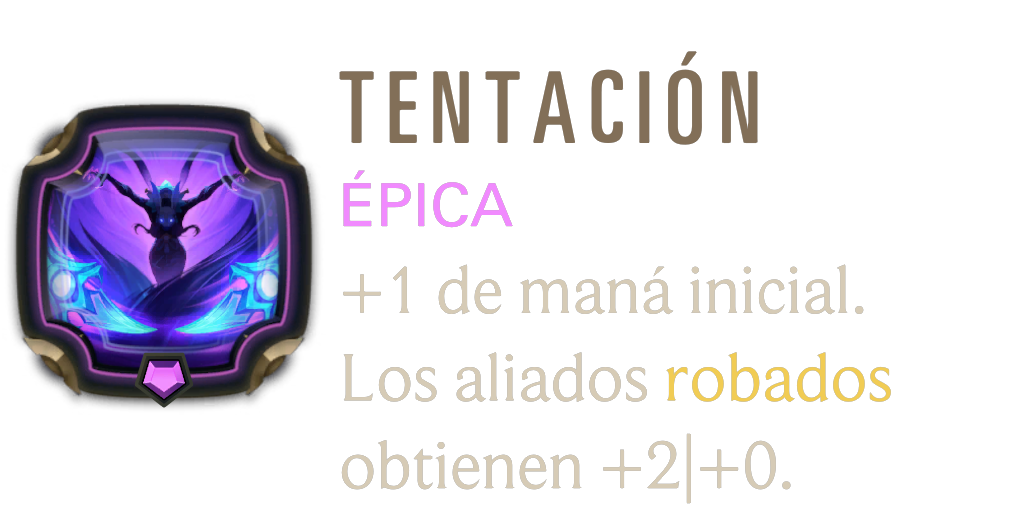 TENTACIÓN
ÉPICA
+1 de maná inicial.
Los aliados robados
obtienen +2|+0.